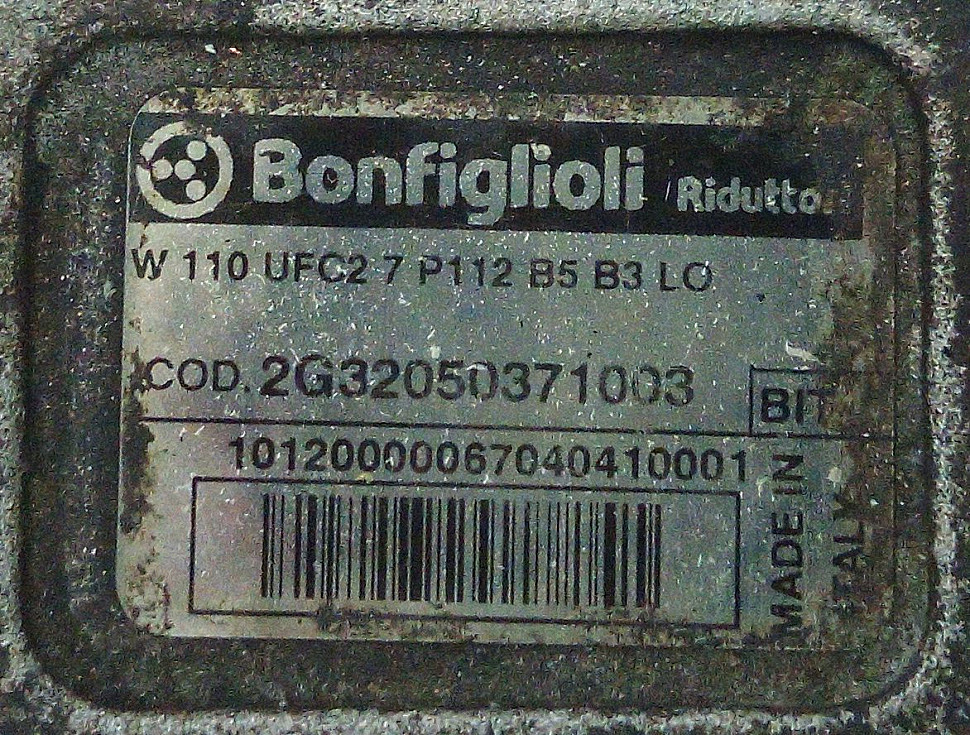 Bonfiglioli Ridutto
W 110 UFC2 7 P112 B5 B3 LO
COD. 2G32050371003
BIT
10120000067040410001
MADE IN
ITALY